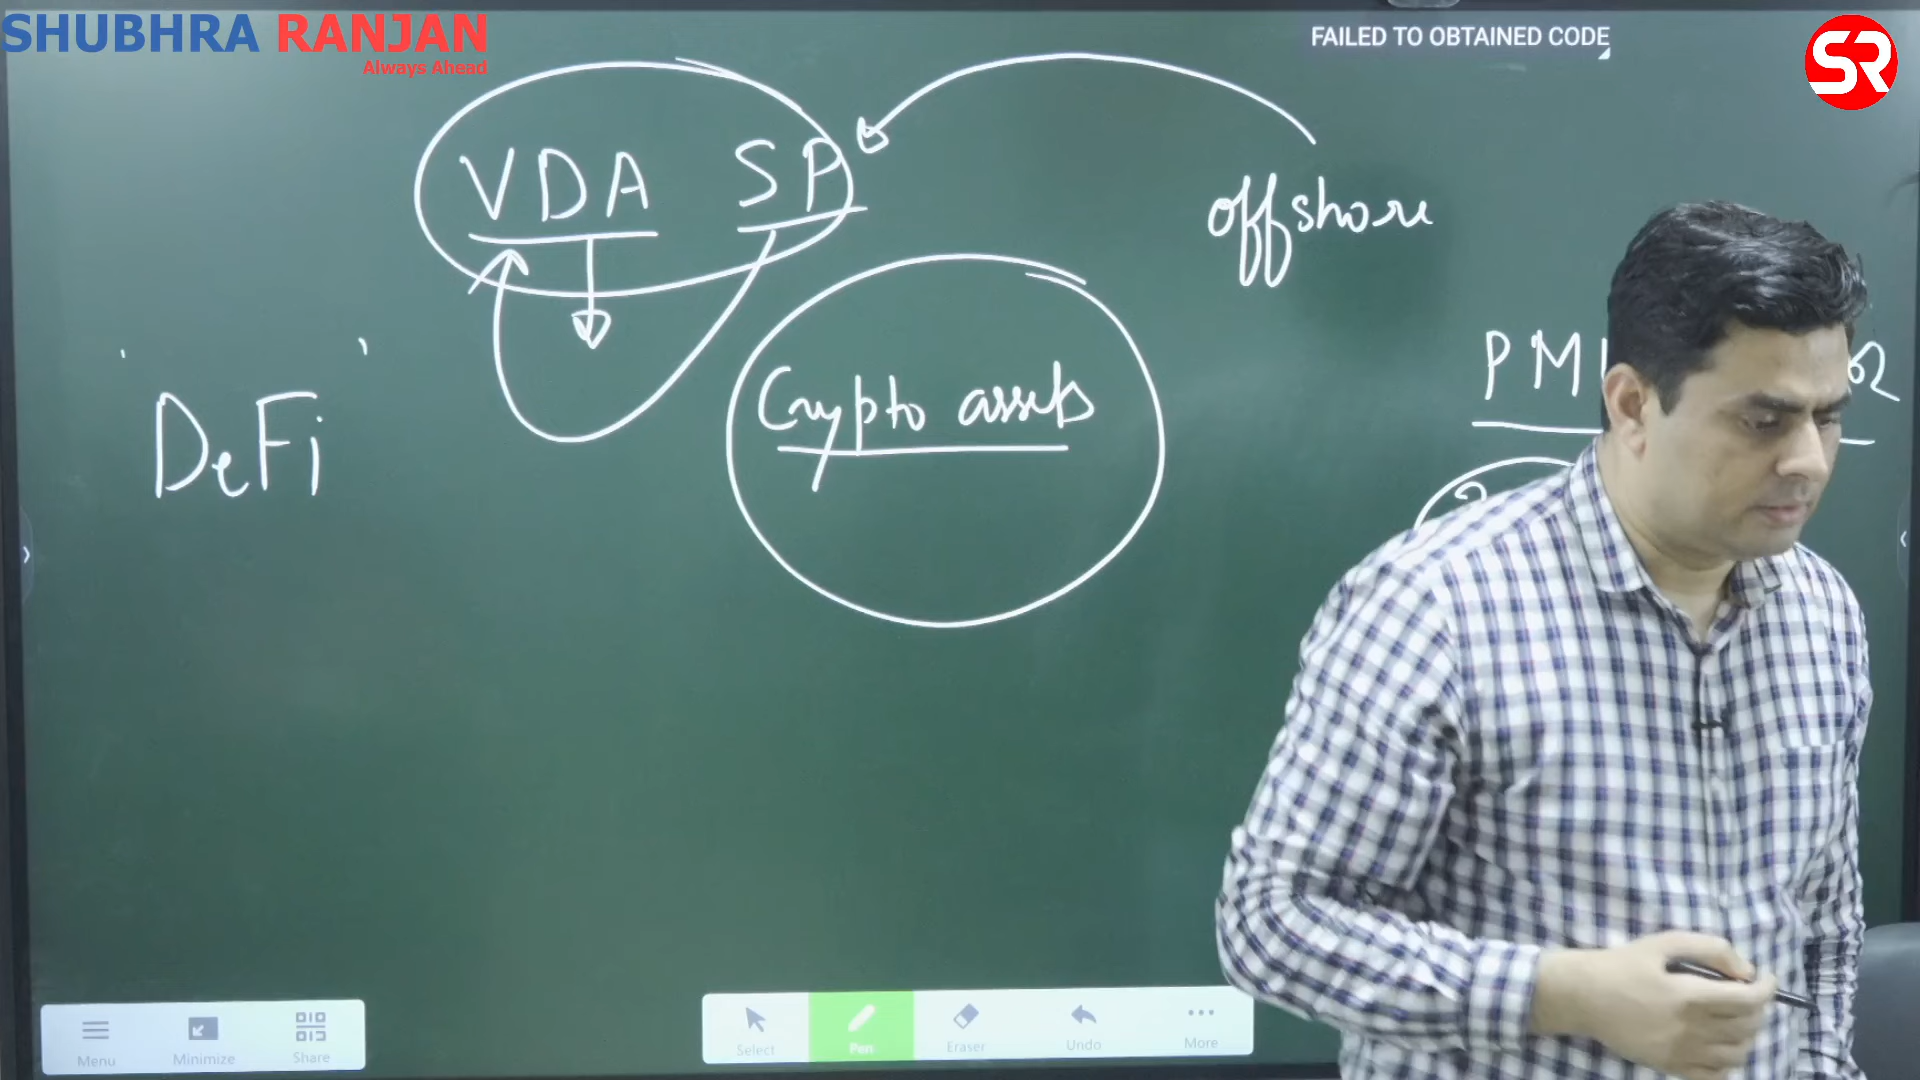 SHUBHRA RANJAN
Always Ahead
FAILED TO OBTAINED CODE
SR
VDA SP
offshore
Crypto assets
'DeFi'
PM
Menu
Minimize
Share
Select
Pen
Eraser
Undo
More